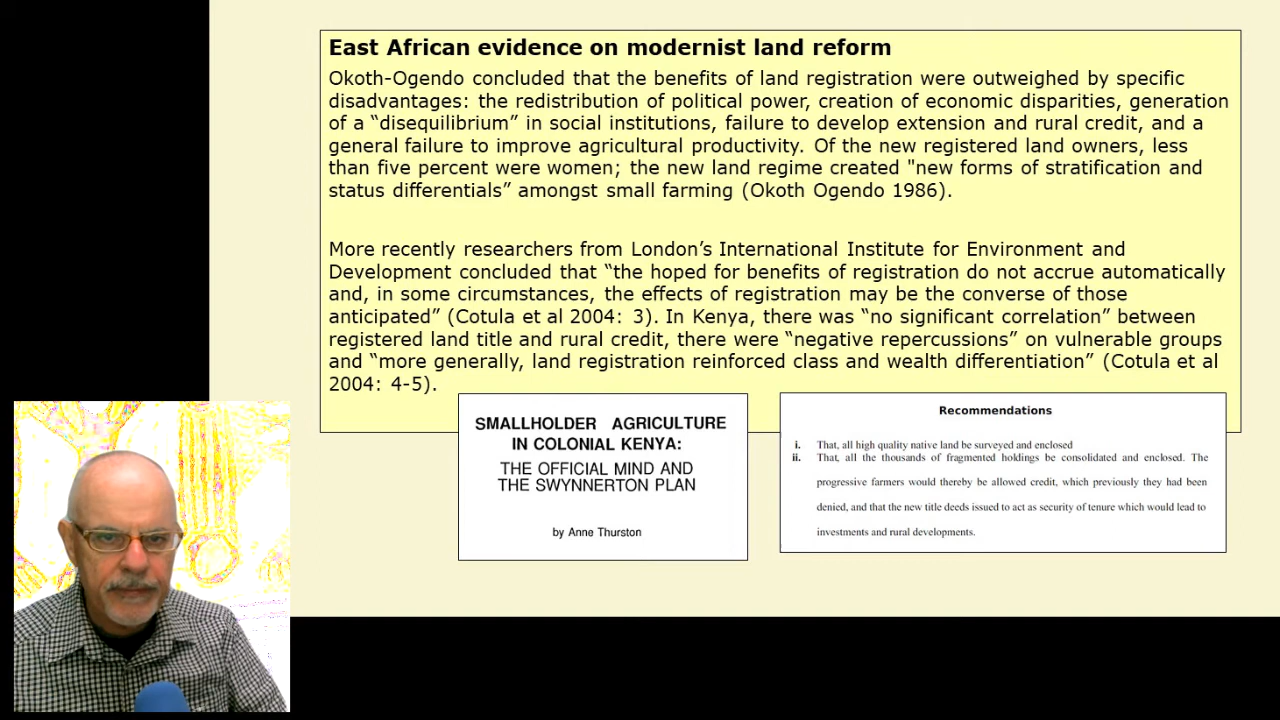 East African evidence on modernist land reform
Okoth-Ogendo concluded that the benefits of land registration were outweighed by specific
disadvantages: the redistribution of political power, creation of economic disparities, generation
of a “disequilibrium” in social institutions, failure to develop extension and rural credit, and a
general failure to improve agricultural productivity. Of the new registered land owners, less
than five percent were women; the new land regime created "new forms of stratification and
status differentials” amongst small farming (Okoth Ogendo 1986).
More recently researchers from London’s International Institute for Environment and
Development concluded that “the hoped for benefits of registration do not accrue automatically
and, in some circumstances, the effects of registration may be the converse of those
anticipated” (Cotula et al 2004: 3). In Kenya, there was “no significant correlation” between
registered land title and rural credit, there were “negative repercussions” on vulnerable groups
and “more generally, land registration reinforced class and wealth differentiation” (Cotula et al
2004: 4-5).
SMALLHOLDER AGRICULTURE
IN COLONIAL KENYA:
THE OFFICIAL MIND AND
THE SWYNNERTON PLAN
by Anne Thurston
Recommendations
i. That, all high quality native land be surveyed and enclosed
ii. That, all the thousands of fragmented holdings be consolidated and enclosed. The
progressive farmers would thereby be allowed credit, which previously they had been
denied, and that the new title deeds issued to act as security of tenure which would lead to
investments and rural developments.